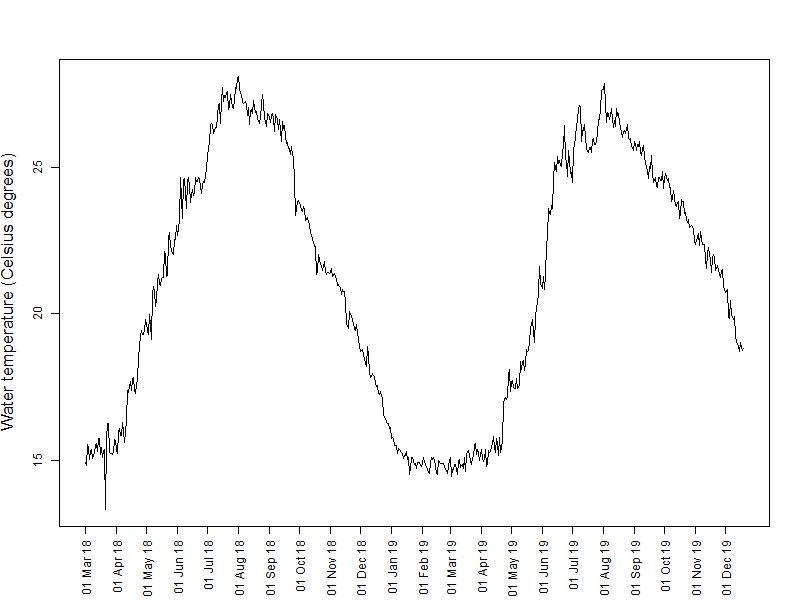 Water temperature (Celsius degrees)
25
20
15
01 Mar 18
01 Apr 18
01 May 18
01 Jun 18
01 Jul 18
01 Aug 18
01 Sep 18
01 Oct 18
01 Nov 18
01 Dec 18
01 Jan 19
01 Feb 19
01 Mar 19
01 Apr 19
01 May 19
01 Jun 19
01 Jul 19
01 Aug 19
01 Sep 19
01 Oct 19
01 Nov 19
01 Dec 19